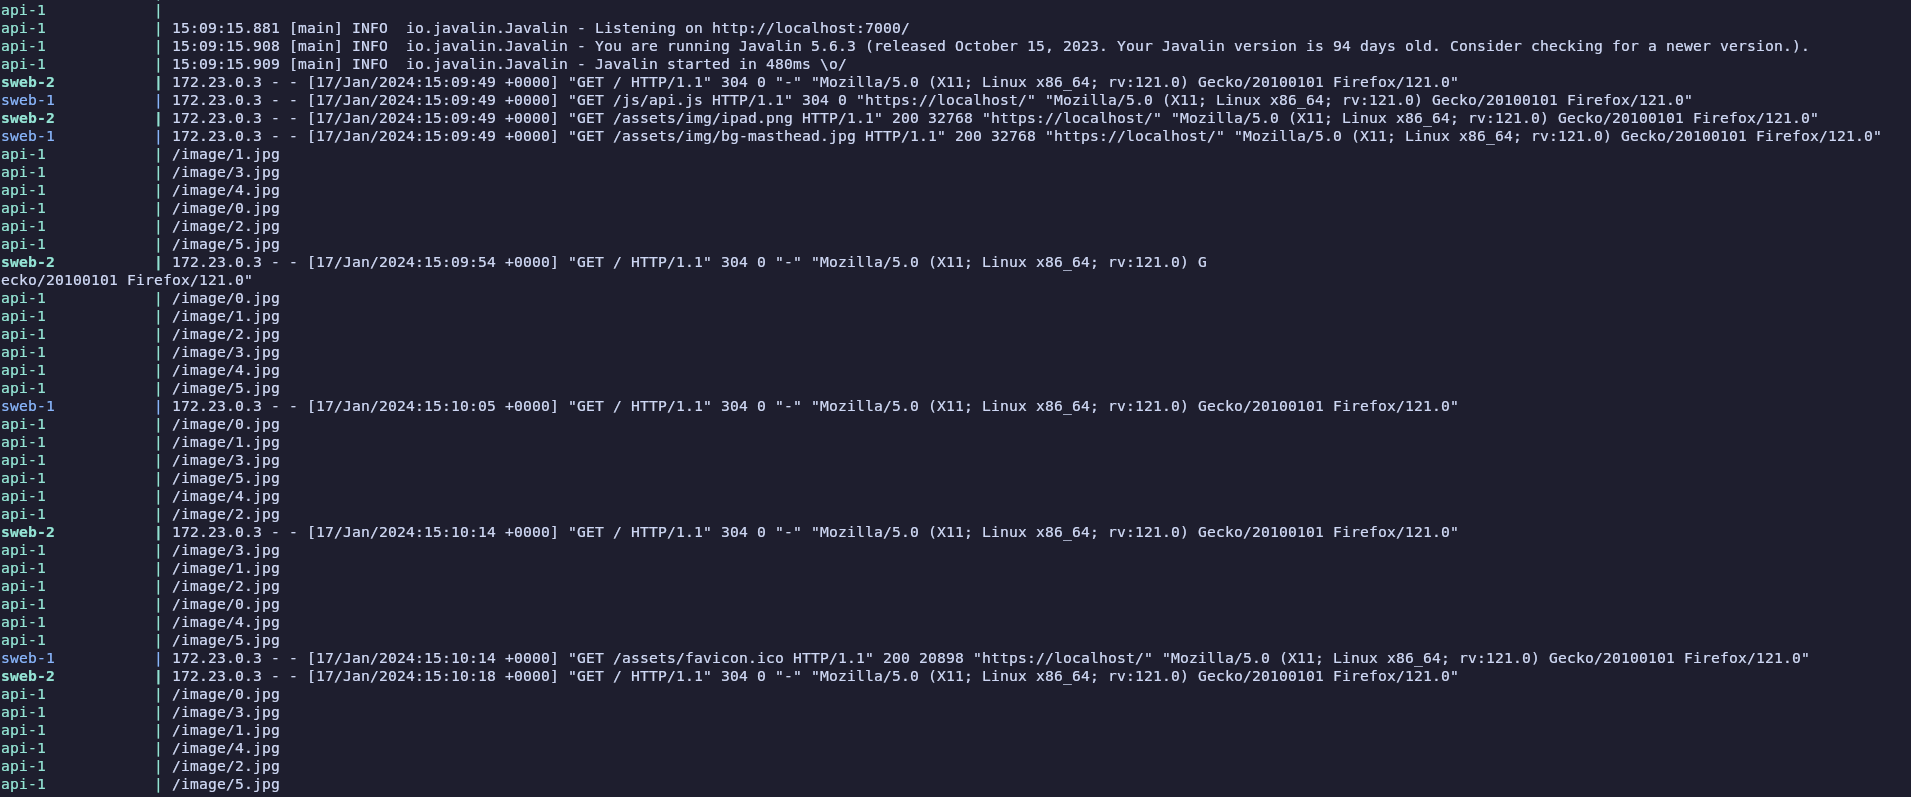 api-1            |
api-1            | 15:09:15.881 [main] INFO  io.javalin.Javalin - Listening on http://localhost:7000/
api-1            | 15:09:15.908 [main] INFO  io.javalin.Javalin - You are running Javalin 5.6.3 (released October 15, 2023. Your Javalin version is 94 days old. Consider checking for a newer version.).
api-1            | 15:09:15.909 [main] INFO  io.javalin.Javalin - Javalin started in 480ms \o/
sweb-2           | 172.23.0.3 - - [17/Jan/2024:15:09:49 +0000] "GET / HTTP/1.1" 304 0 "-" "Mozilla/5.0 (X11; Linux x86_64; rv:121.0) Gecko/20100101 Firefox/121.0"
sweb-1           | 172.23.0.3 - - [17/Jan/2024:15:09:49 +0000] "GET /js/api.js HTTP/1.1" 304 0 "https://localhost/" "Mozilla/5.0 (X11; Linux x86_64; rv:121.0) Gecko/20100101 Firefox/121.0"
sweb-2           | 172.23.0.3 - - [17/Jan/2024:15:09:49 +0000] "GET /assets/img/ipad.png HTTP/1.1" 200 32768 "https://localhost/" "Mozilla/5.0 (X11; Linux x86_64; rv:121.0) Gecko/20100101 Firefox/121.0"
sweb-1           | 172.23.0.3 - - [17/Jan/2024:15:09:49 +0000] "GET /assets/img/bg-masthead.jpg HTTP/1.1" 200 32768 "https://localhost/" "Mozilla/5.0 (X11; Linux x86_64; rv:121.0) Gecko/20100101 Firefox/121.0"
api-1            | /image/1.jpg
api-1            | /image/3.jpg
api-1            | /image/4.jpg
api-1            | /image/0.jpg
api-1            | /image/2.jpg
api-1            | /image/5.jpg
sweb-2           | 172.23.0.3 - - [17/Jan/2024:15:09:54 +0000] "GET / HTTP/1.1" 304 0 "-" "Mozilla/5.0 (X11; Linux x86_64; rv:121.0) G
ecko/20100101 Firefox/121.0"
api-1            | /image/0.jpg
api-1            | /image/1.jpg
api-1            | /image/2.jpg
api-1            | /image/3.jpg
api-1            | /image/4.jpg
api-1            | /image/5.jpg
sweb-1           | 172.23.0.3 - - [17/Jan/2024:15:10:05 +0000] "GET / HTTP/1.1" 304 0 "-" "Mozilla/5.0 (X11; Linux x86_64; rv:121.0) Gecko/20100101 Firefox/121.0"
api-1            | /image/0.jpg
api-1            | /image/1.jpg
api-1            | /image/3.jpg
api-1            | /image/5.jpg
api-1            | /image/4.jpg
api-1            | /image/2.jpg
sweb-2           | 172.23.0.3 - - [17/Jan/2024:15:10:14 +0000] "GET / HTTP/1.1" 304 0 "-" "Mozilla/5.0 (X11; Linux x86_64; rv:121.0) Gecko/20100101 Firefox/121.0"
api-1            | /image/3.jpg
api-1            | /image/1.jpg
api-1            | /image/2.jpg
api-1            | /image/0.jpg
api-1            | /image/4.jpg
api-1            | /image/5.jpg
sweb-1           | 172.23.0.3 - - [17/Jan/2024:15:10:14 +0000] "GET /assets/favicon.ico HTTP/1.1" 200 20898 "https://localhost/" "Mozilla/5.0 (X11; Linux x86_64; rv:121.0) Gecko/20100101 Firefox/121.0"
sweb-2           | 172.23.0.3 - - [17/Jan/2024:15:10:18 +0000] "GET / HTTP/1.1" 304 0 "-" "Mozilla/5.0 (X11; Linux x86_64; rv:121.0) Gecko/20100101 Firefox/121.0"
api-1            | /image/0.jpg
api-1            | /image/3.jpg
api-1            | /image/1.jpg
api-1            | /image/4.jpg
api-1            | /image/2.jpg
api-1            | /image/5.jpg